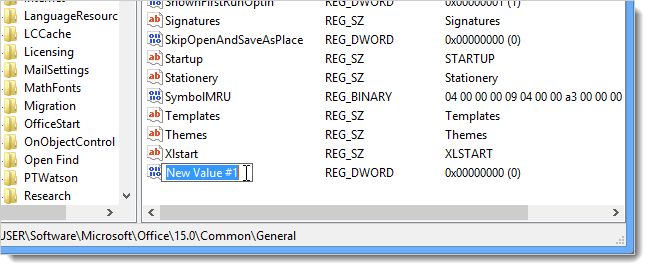 LanguageResourc
LCCache
Licensing
MailSettings
MathFonts
Migration
OfficeStart
OnObjectControl
Open Find
PTWatson
Research
ShownFirstRunOptin REG_DWORD 0x00000001 (1)
Signatures REG_SZ Signatures
SkipOpenAndSaveAsPlace REG_DWORD 0x00000000 (0)
Startup REG_SZ STARTUP
Stationery REG_SZ Stationery
SymbolMRU REG_BINARY 04 00 00 00 09 04 00 00 a3 00 00 00
Templates REG_SZ Templates
Themes REG_SZ Themes
Xlstart REG_SZ XLSTART
New Value #1 REG_DWORD 0x00000000 (0)
USER\Software\Microsoft\Office\15.0\Common\General